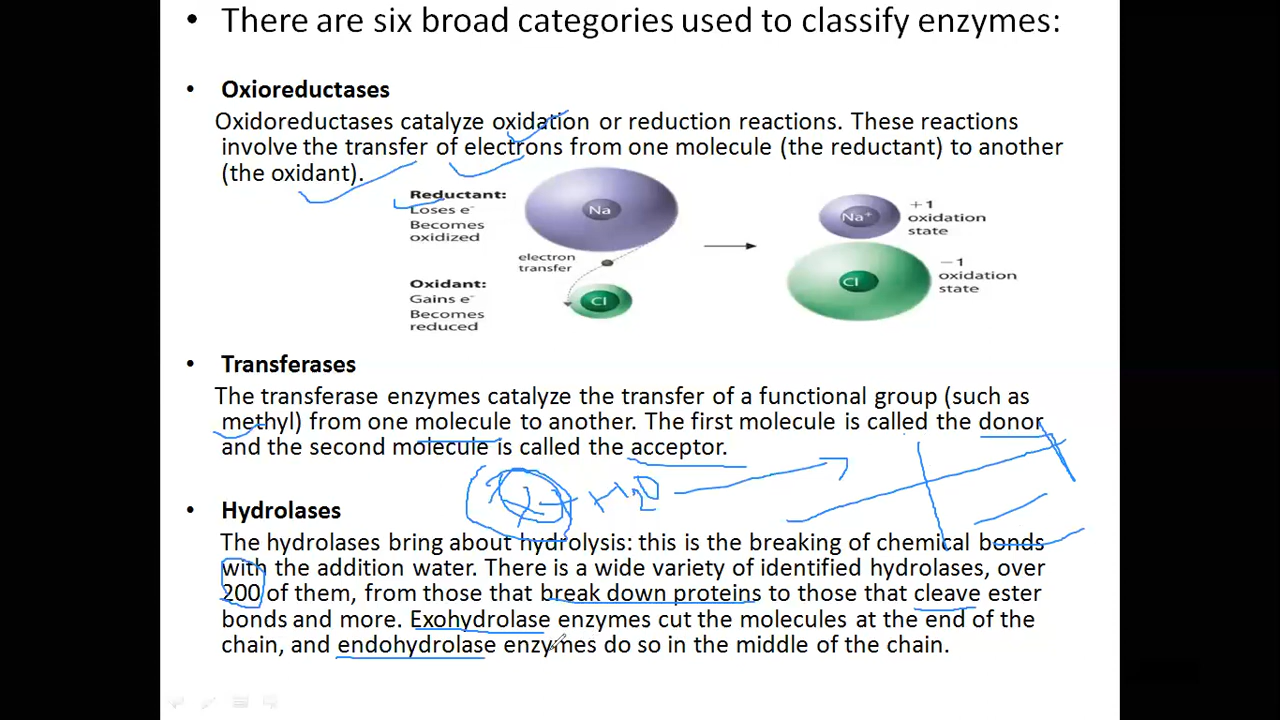 • There are six broad categories used to classify enzymes:
• Oxioreductases
Oxidoreductases catalyze oxidation or reduction reactions. These reactions
involve the transfer of electrons from one molecule (the reductant) to another
(the oxidant).
Reductant:
Loses e⁻
Becomes
oxidized
Na
electron
transfer
Oxidant:
Gains e⁻
Becomes
reduced
Cl
Na⁺
+1
oxidation
state
Cl
−1
oxidation
state
• Transferases
The transferase enzymes catalyze the transfer of a functional group (such as
methyl) from one molecule to another. The first molecule is called the donor
and the second molecule is called the acceptor.
H2O
• Hydrolases
The hydrolases bring about hydrolysis: this is the breaking of chemical bonds
with the addition water. There is a wide variety of identified hydrolases, over
200 of them, from those that break down proteins to those that cleave ester
bonds and more. Exohydrolase enzymes cut the molecules at the end of the
chain, and endohydrolase enzymes do so in the middle of the chain.